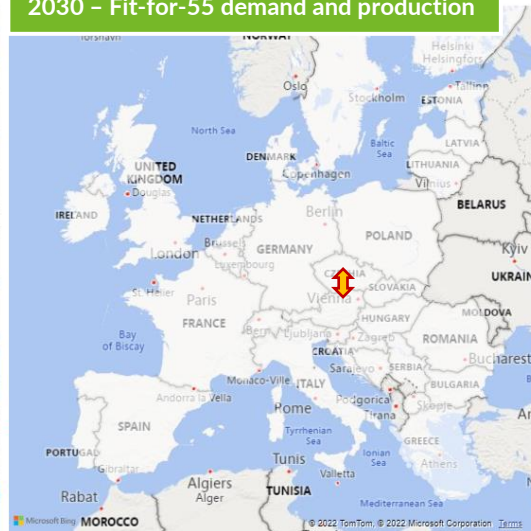 2030 – Fit-for-55 demand and production
Tórshavn
NORWAY
Helsinki
Helsingfors
Oslo
Stockholm
Tallinn
ESTONIA
North Sea
Baltic
Sea
LATVIA
DENMARK
LITHUANIA
UNITED
KINGDOM
Copenhagen
Vilnius
Douglas
BELARUS
IRELAND
NETHERLANDS
Berlin
POLAND
Brussels
London
GERMANY
Kyiv
Luxembourg
CZECHIA
UKRAIN
St. Helier
SLOVAKIA
Paris
Vienna
MOLDOVA
HUNGARY
FRANCE
Bern
Ljubljana
Zagreb
Bay
of Biscay
ROMANIA
CROATIA
Bucharest
Sarajevo
SERBIA
Monaco-Ville
ITALY
BULGARIA
Andorra la Vella
Podgorica
Skopje
Rome
Tirana
An
SPAIN
Tyrrhenian
Sea
GREECE
PORTUGAL
Ionian
Sea
Athens
Gibraltar
Tunis
Valletta
Algiers
Alger
Rabat
TUNISIA
Mediterranean Sea
Microsoft Bing
MOROCCO
© 2022 TomTom, © 2022 Microsoft Corporation Terms